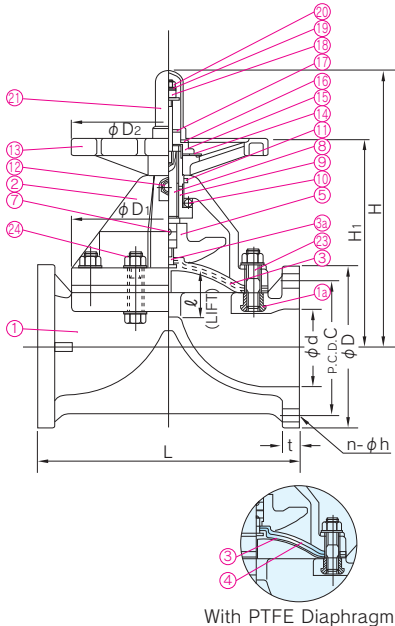 20
19
18
17
16
15
14
11
8
9
10
5
3a
23
3
1a
21
φD2
13
12
2
φD1
7
24
1
ℓ
(LIFT)
H1
H
φd
P.C.D.C
φD
t
n-φh
L
3
4
With PTFE Diaphragm